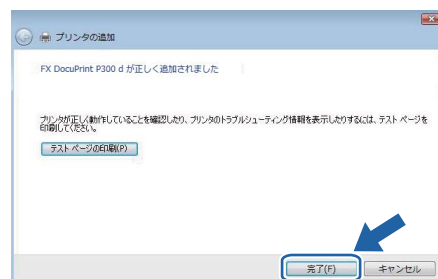 プリンタの追加
FX DocuPrint P300 d が正しく追加されました
プリンタが正しく動作していることを確認したり、プリンタのトラブルシューティング情報を表示したりするには、テスト ページを
印刷してください。
テスト ページの印刷(P)
完了(F)
キャンセル